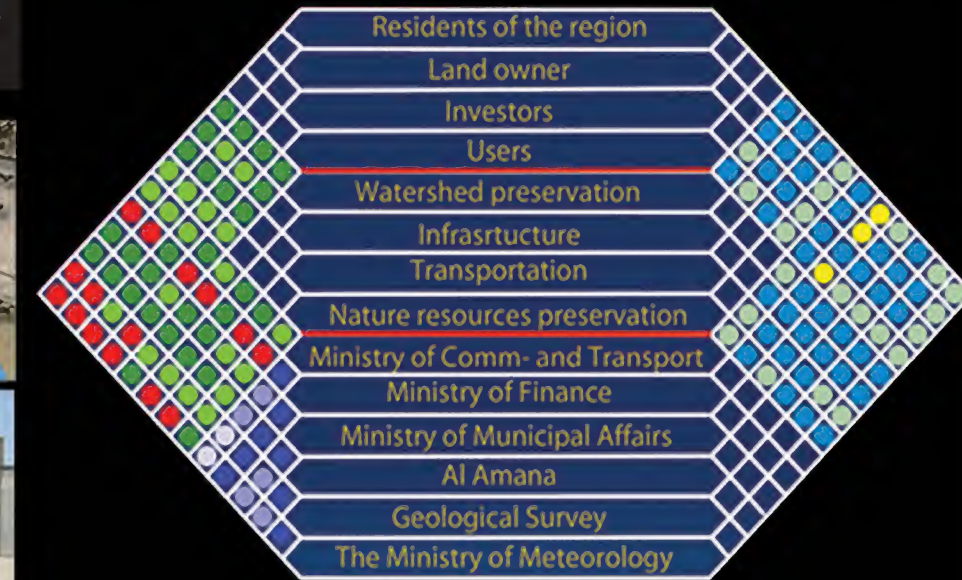 Residents of the region
Land owner
Investors
Users
Watershed preservation
Infrasrtucture
Transportation
Nature resources preservation
Ministry of Comm- and Transport
Ministry of Finance
Ministry of Municipal Affairs
Al Amana
Geological Survey
The Ministry of Meteorology